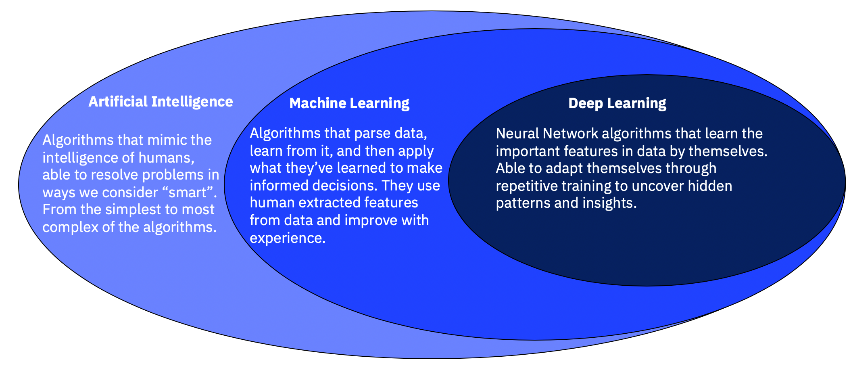 Artificial Intelligence
Algorithms that mimic the
intelligence of humans,
able to resolve problems in
ways we consider “smart”.
From the simplest to most
complex of the algorithms.
Machine Learning
Algorithms that parse data,
learn from it, and then apply
what they’ve learned to make
informed decisions. They use
human extracted features
from data and improve with
experience.
Deep Learning
Neural Network algorithms that learn the
important features in data by themselves.
Able to adapt themselves through
repetitive training to uncover hidden
patterns and insights.